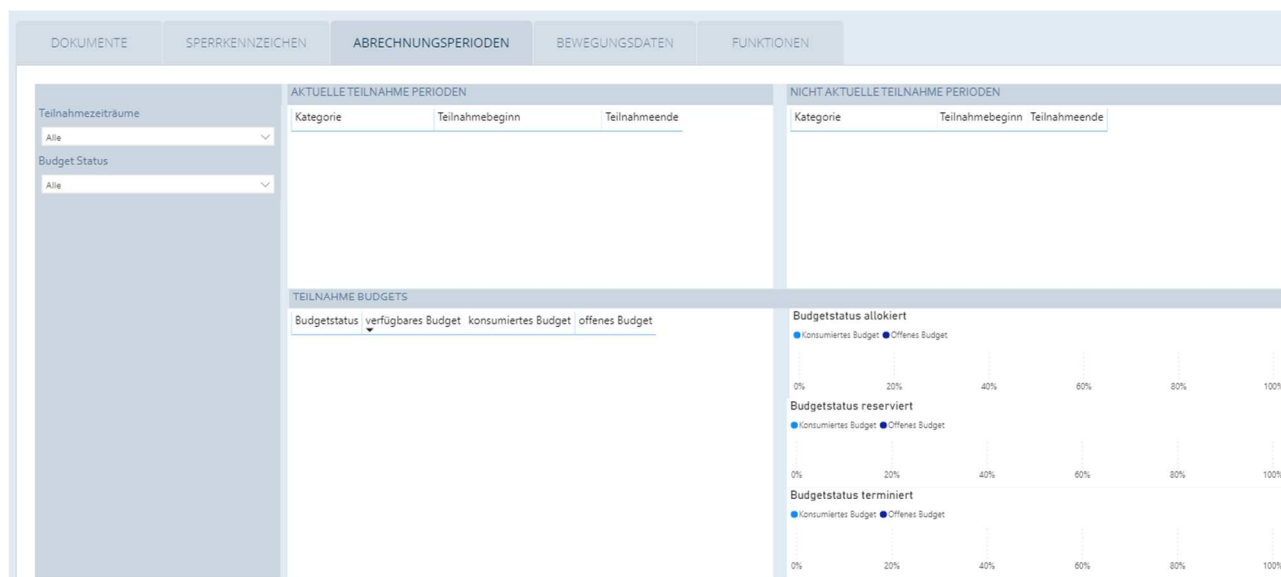 DOKUMENTE SPERRKENNZEICHEN ABRECHNUNGSPERIODEN BEWEGUNGSDATEN FUNKTIONEN
Teilnahmezeiträume
Alle
Budget Status
Alle
AKTUELLE TEILNAHME PERIODEN
Kategorie Teilnahmebeginn Teilnahmeende
NICHT AKTUELLE TEILNAHME PERIODEN
Kategorie Teilnahmebeginn Teilnahmeende
TEILNAHME BUDGETS
Budgetstatus verfügbares Budget konsumiertes Budget offenes Budget
Budgetstatus allokiert
Konsumiertes Budget Offenes Budget
0% 20% 40% 60% 80% 100%
Budgetstatus reserviert
Konsumiertes Budget Offenes Budget
0% 20% 40% 60% 80% 100%
Budgetstatus terminiert
Konsumiertes Budget Offenes Budget
0% 20% 40% 60% 80% 100%